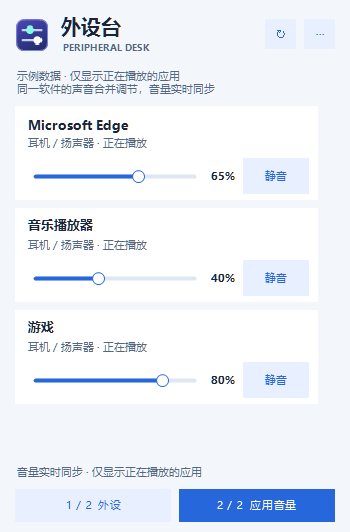 外设台
PERIPHERAL DESK
↻
...
示例数据 · 仅显示正在播放的应用
同一软件的声音合并调节，音量实时同步
Microsoft Edge
耳机 / 扬声器 · 正在播放
65%
静音
音乐播放器
耳机 / 扬声器 · 正在播放
40%
静音
游戏
耳机 / 扬声器 · 正在播放
80%
静音
音量实时同步 · 仅显示正在播放的应用
1 / 2 外设
2 / 2 应用音量